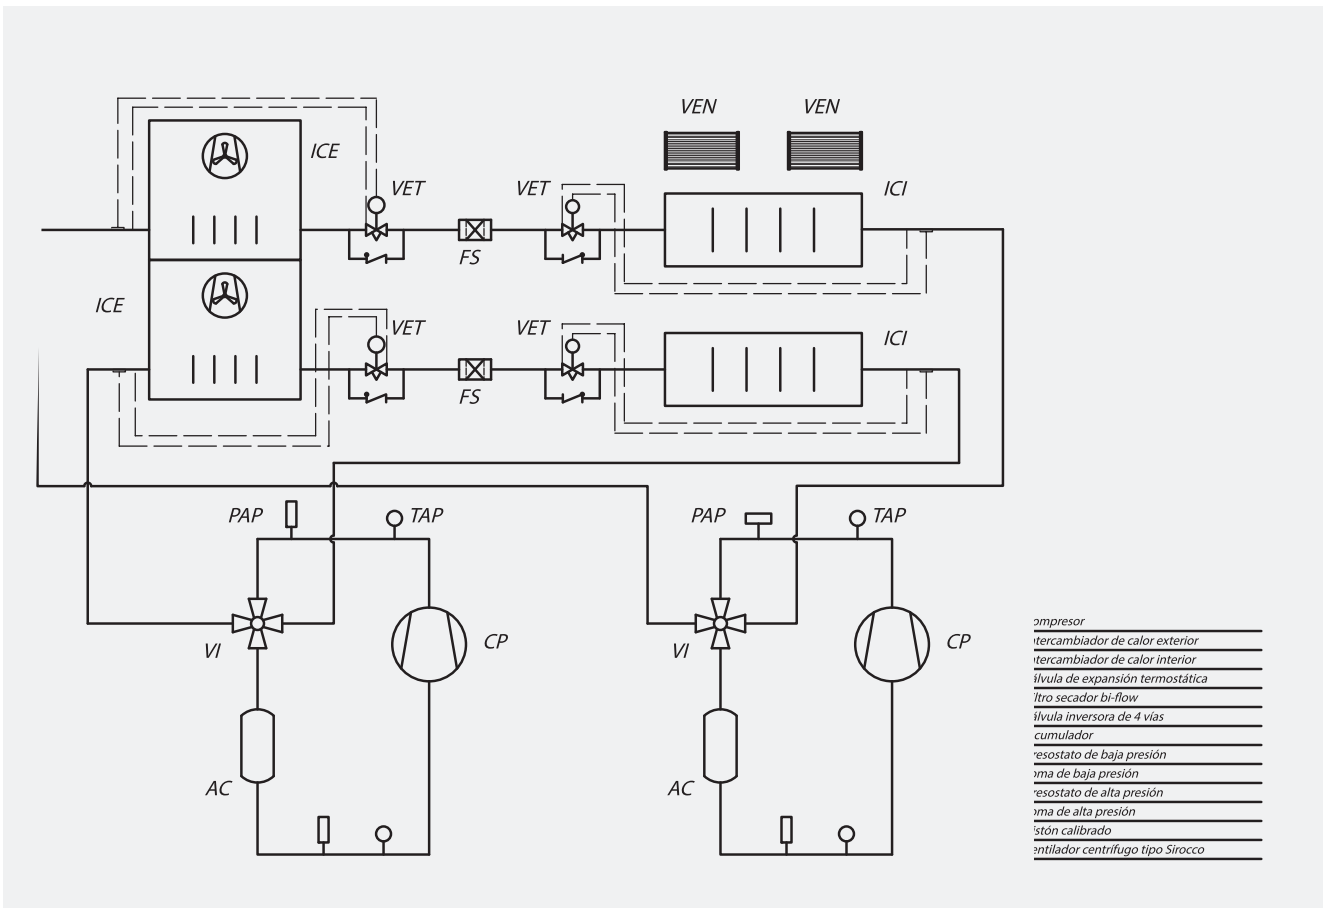 VEN VEN
ICE
VET VET ICI
FS
ICE
VET VET ICI
FS
PAP TAP PAP TAP
VI CP VI CP
AC AC
ompresor
ntercambiador de calor exterior
ntercambiador de calor interior
álvula de expansión termostática
iltro secador bi-flow
álvula inversora de 4 vías
cumulador
resostato de baja presión
oma de baja presión
resostato de alta presión
oma de alta presión
istón calibrado
entilador centrífugo tipo Sirocco